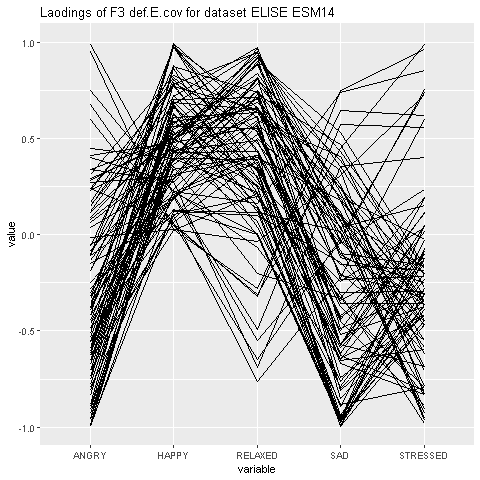 Laodings of F3 def.E.cov for dataset ELISE ESM14
1.0
0.5
0.0
-0.5
-1.0
value
ANGRY HAPPY RELAXED SAD STRESSED
variable